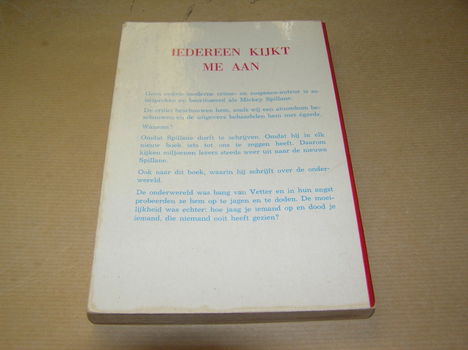 IEDEREEN KIJKT
ME AAN
Geen enkele moderne crime- en suspense-auteur is zo
besproken en bekritiseerd als Mickey Spillane.
De critici beschouwen hem, zoals wij een atoombom be-
schouwen en de uitgevers behandelen hem met égards.
Waarom?
Omdat Spillane durft te schrijven. Omdat hij in elk
nieuw boek iets tot ons te zeggen heeft. Daarom
kijken miljoenen lezers steeds weer uit naar de nieuwe
Spillane.
Ook naar dit boek, waarin hij schrijft over de onder-
wereld.
De onderwereld was bang van Vetter en in hun angst
probeerden ze hem op te jagen en te doden. De moei-
lijkheid was echter: hoe jaag je iemand op en dood je
iemand, die niemand ooit heeft gezien?